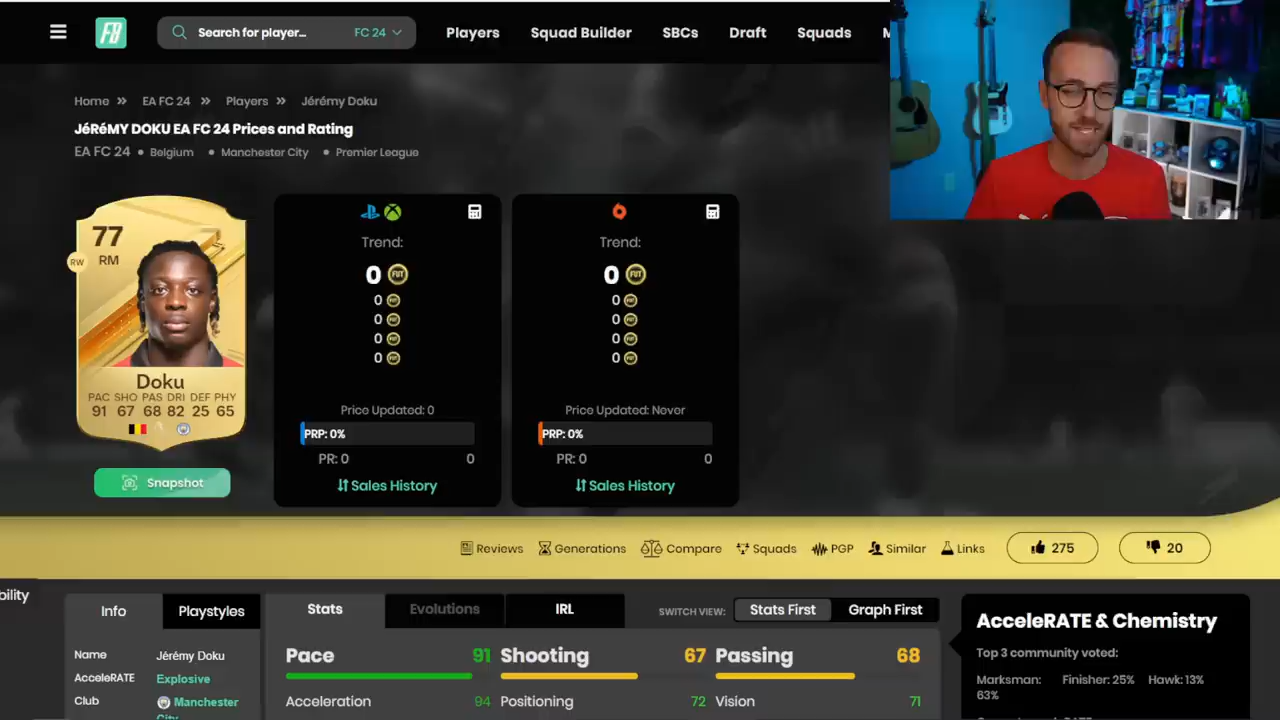 FB Search for player... FC 24 Players Squad Builder SBCs Draft Squads
Home » EA FC 24 » Players » Jérémy Doku
JéRéMY DOKU EA FC 24 Prices and Rating
EA FC 24 • Belgium • Manchester City • Premier League
77
RM
RW
Doku
PAC SHO PAS DRI DEF PHY
91 67 68 82 25 65
Snapshot
Trend:
0 FUT
0
0
0
0
Price Updated: 0
PRP: 0%
PR: 0 0
Sales History
Trend:
0 FUT
0
0
0
0
Price Updated: Never
PRP: 0%
PR: 0 0
Sales History
Reviews Generations Compare Squads PGP Similar Links 275 20
bility
Info Playstyles
Name Jérémy Doku
AcceleRATE Explosive
Club Manchester
City
Stats Evolutions IRL SWITCH VIEW: Stats First Graph First
Pace 91 Shooting 67 Passing 68
Acceleration 94 Positioning 72 Vision 71
AcceleRATE & Chemistry
Top 3 community voted:
Marksman: Finisher: 25% Hawk: 13%
63%